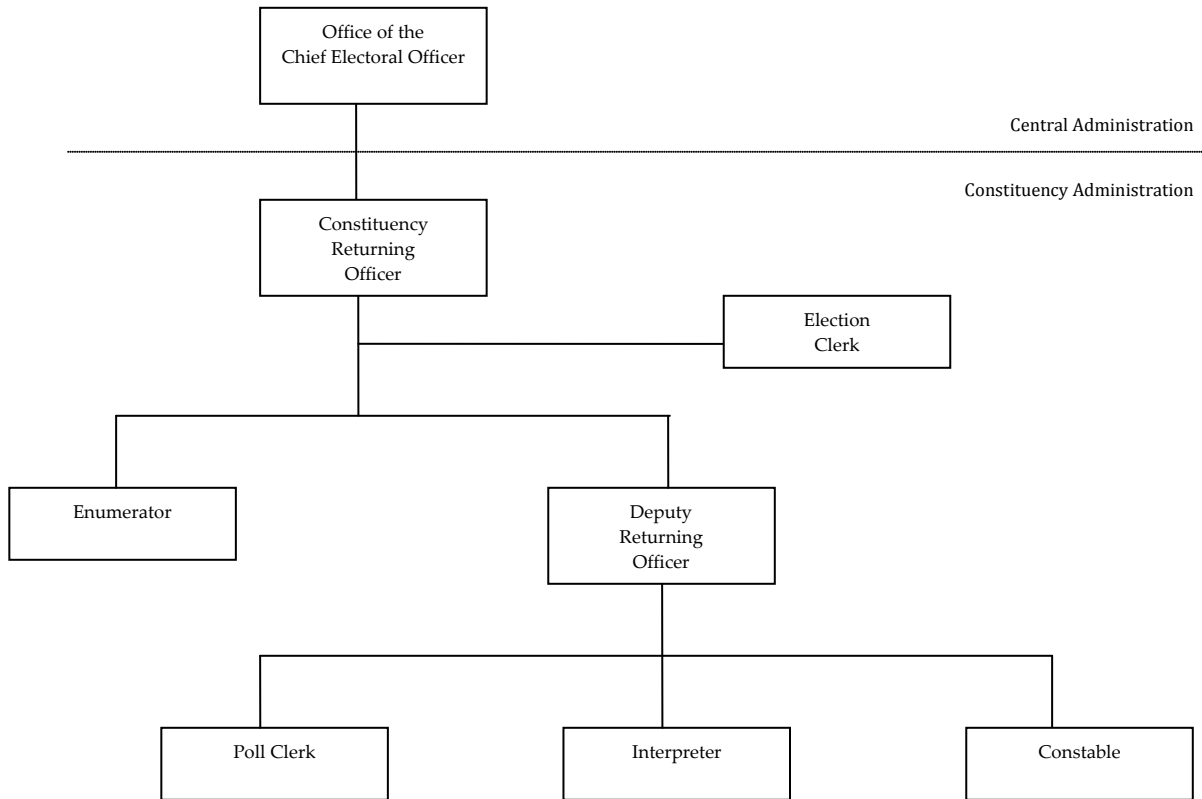 Office of the
Chief Electoral Officer
Central Administration
Constituency Administration
Constituency
Returning
Officer
Election
Clerk
Enumerator
Deputy
Returning
Officer
Poll Clerk
Interpreter
Constable